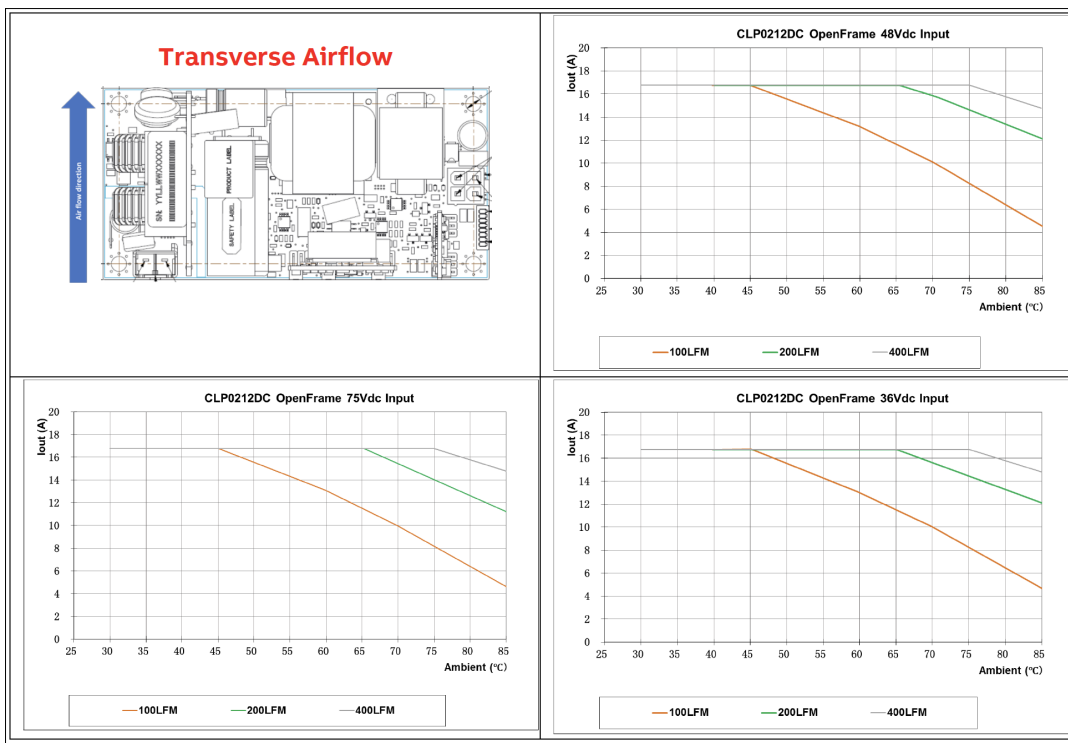 Transverse Airflow
Air flow direction
SN: YYLLWWXXXXXX
PRODUCT LABEL
SAFETY LABEL
CLP0212DC OpenFrame 48Vdc Input
Iout (A)
20
18
16
14
12
10
8
6
4
2
0
25 30 35 40 45 50 55 60 65 70 75 80 85
Ambient (℃)
100LFM 200LFM 400LFM
CLP0212DC OpenFrame 75Vdc Input
Iout (A)
20
18
16
14
12
10
8
6
4
2
0
25 30 35 40 45 50 55 60 65 70 75 80 85
Ambient (℃)
100LFM 200LFM 400LFM
CLP0212DC OpenFrame 36Vdc Input
Iout (A)
20
18
16
14
12
10
8
6
4
2
0
25 30 35 40 45 50 55 60 65 70 75 80 85
Ambient (℃)
100LFM 200LFM 400LFM